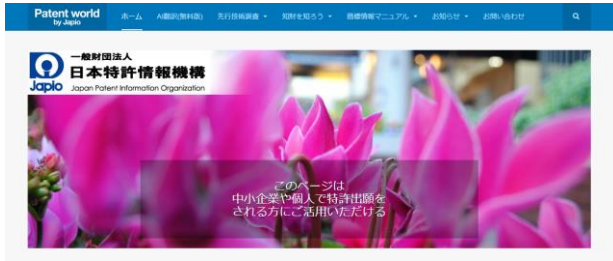 Patent world
by Japio
ホーム
AI翻訳(無料版)
先行技術調査
知財を知ろう
商標情報マニュアル
お知らせ
お問い合わせ
一般財団法人
日本特許情報機構
Japio
Japan Patent Information Organization
このページは
中小企業や個人で特許出願を
される方にご活用いただける